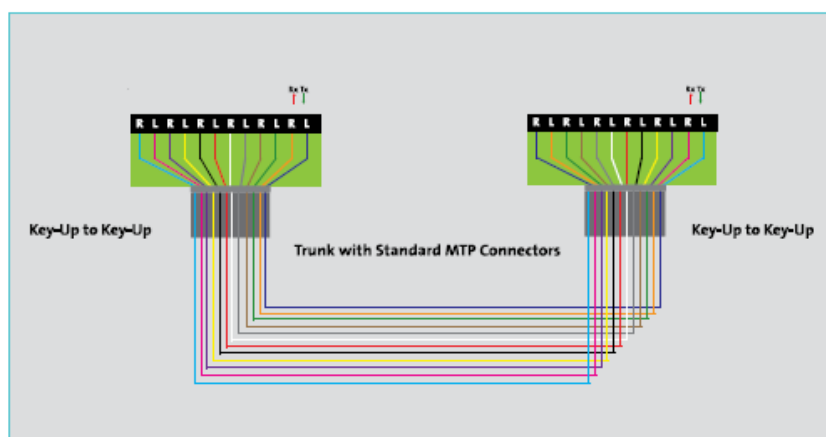 Rx Tx
Rx Tx
R L R L R L R L R L R L
R L R L R L R L R L R L
Key-Up to Key-Up
Trunk with Standard MTP Connectors
Key-Up to Key-Up